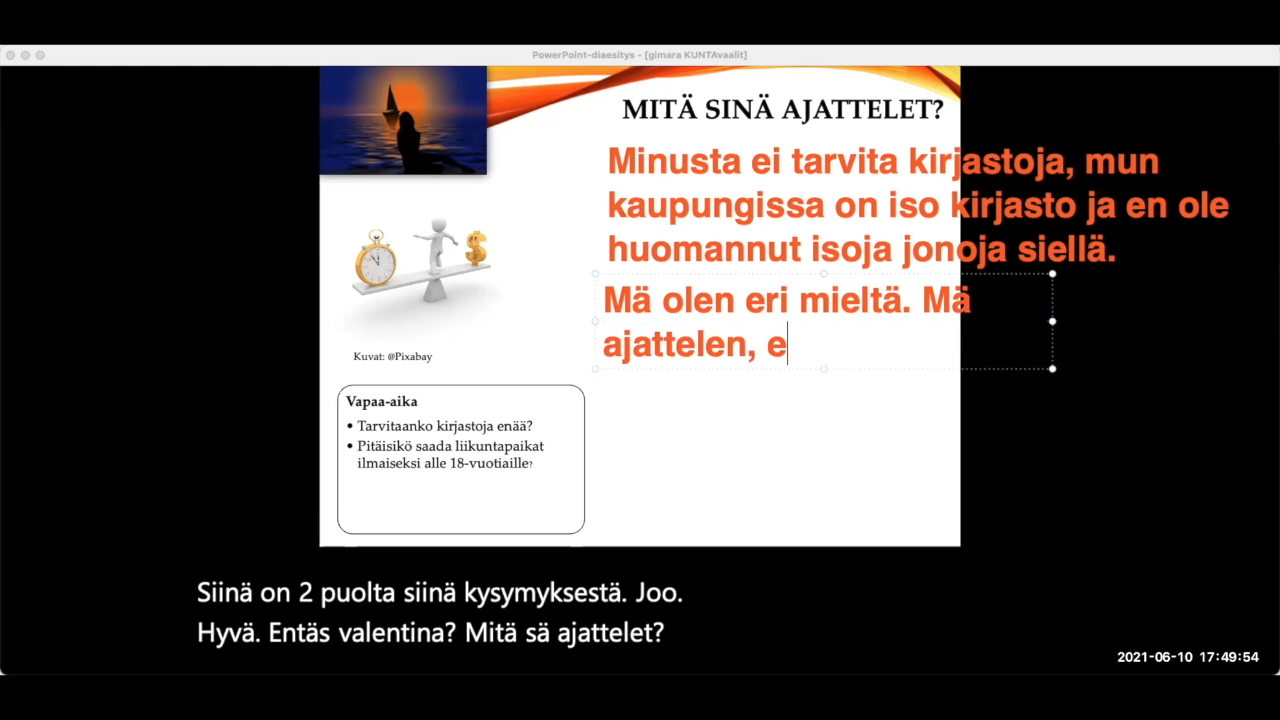 PowerPoint-diaesitys - [gimara KUNTAvaalit]
MITÄ SINÄ AJATTELET?
Minusta ei tarvita kirjastoja, mun
kaupungissa on iso kirjasto ja en ole
huomannut isoja jonoja siellä.
Mä olen eri mieltä. Mä
ajattelen, e
Kuvat: @Pixabay
Vapaa-aika
• Tarvitaanko kirjastoja enää?
• Pitäisikö saada liikuntapaikat
ilmaiseksi alle 18-vuotiaille?
Siinä on 2 puolta siinä kysymyksestä. Joo.
Hyvä. Entäs valentina? Mitä sä ajattelet?
2021-06-10 17:49:54